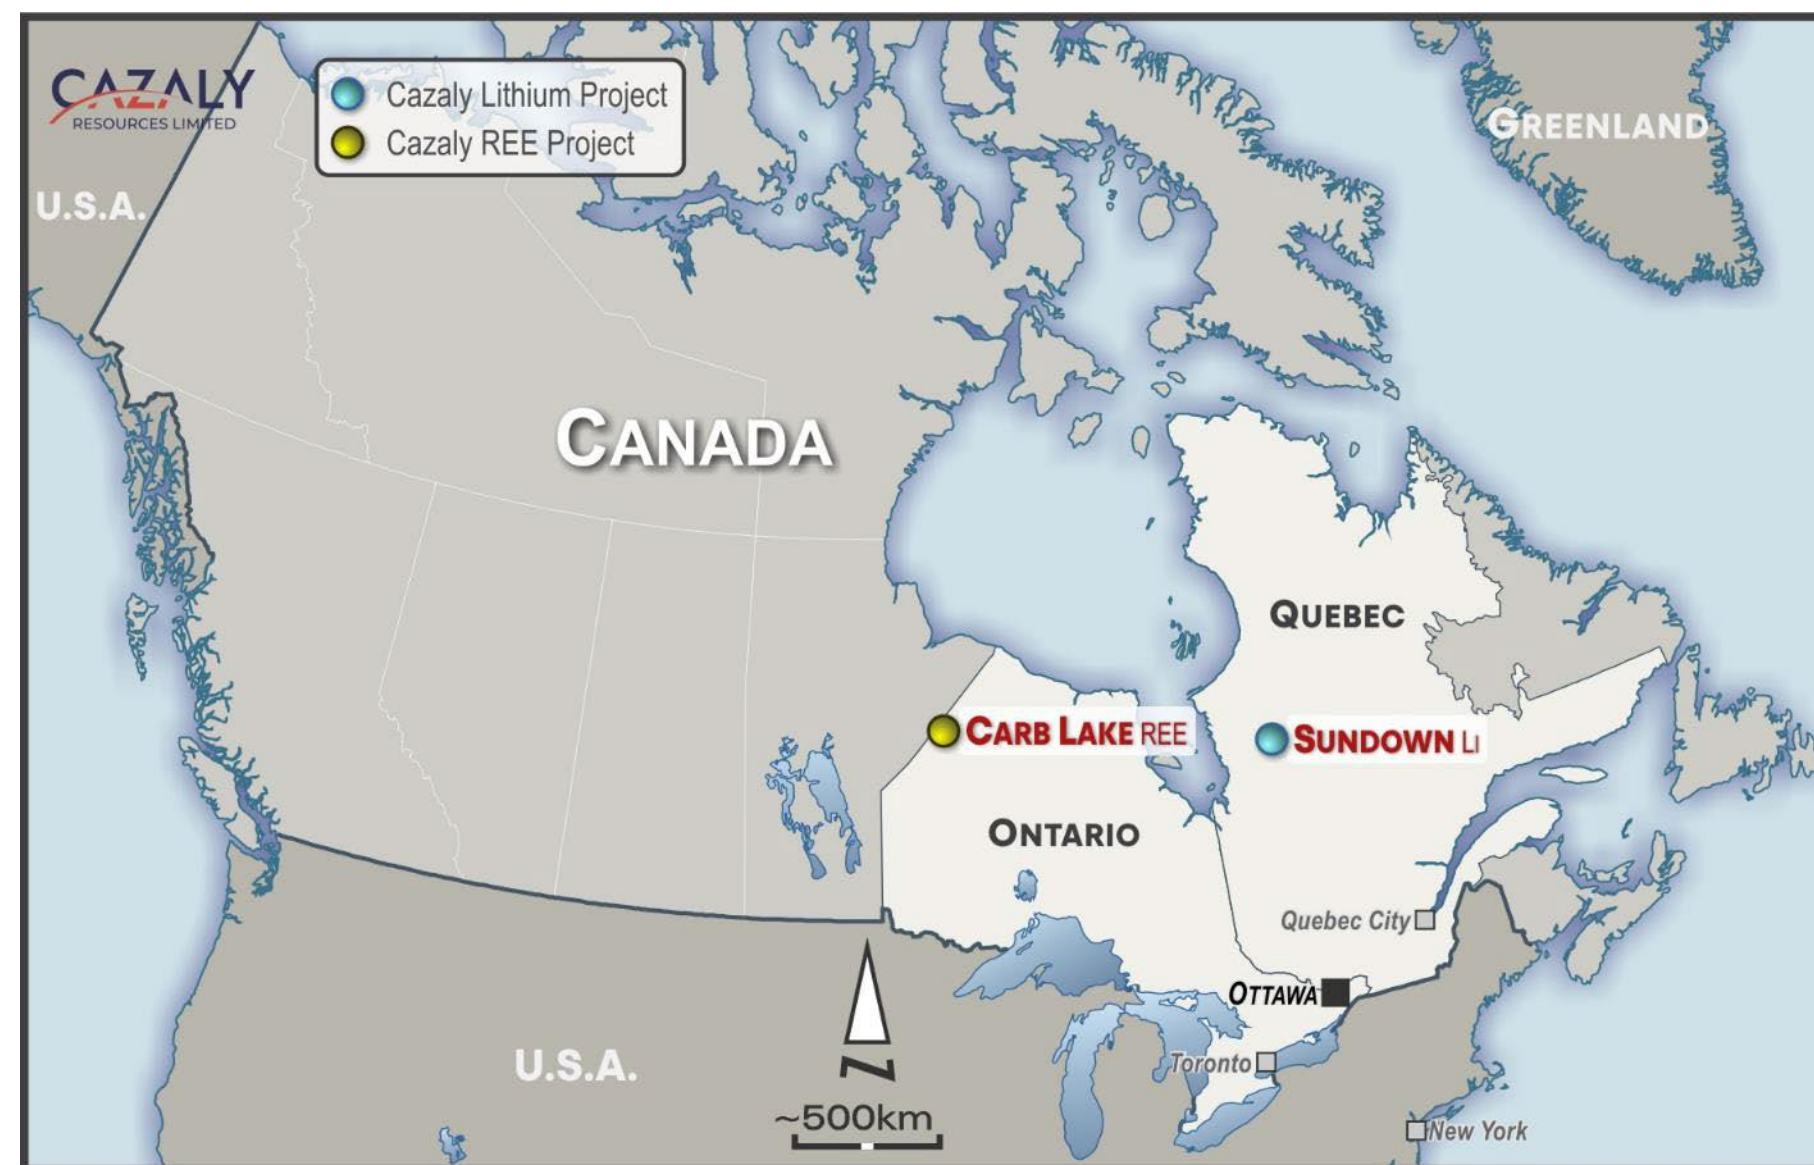 CAZALY
RESOURCES LIMITED
Cazaly Lithium Project
Cazaly REE Project
GREENLAND
U.S.A.
CANADA
QUEBEC
CARB LAKE REE
SUNDOWN LI
ONTARIO
Quebec City
OTTAWA
U.S.A.
Toronto
N
~500km
New York